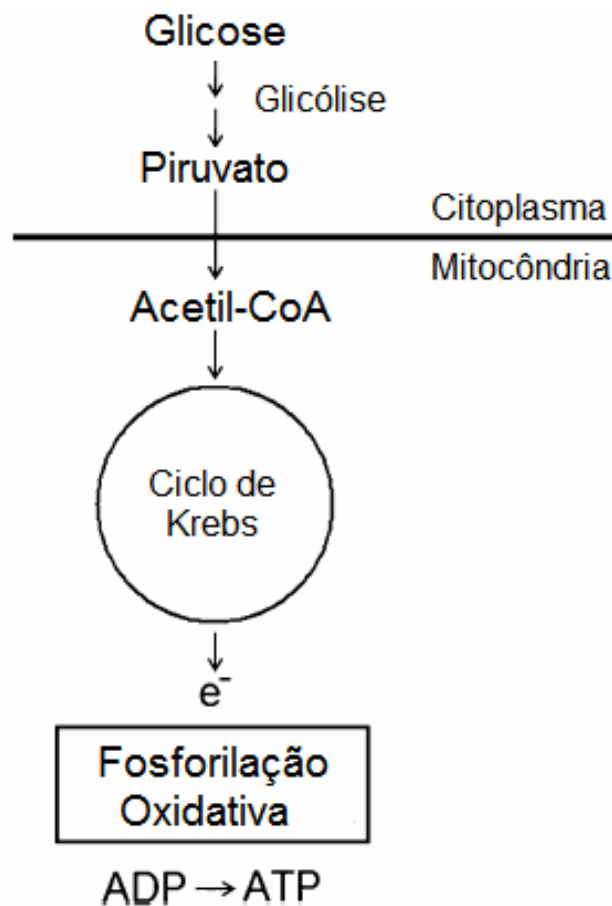 Glicose
Glicólise
Piruvato
Citoplasma
Mitocôndria
Acetil-CoA
Ciclo de
Krebs
e-
Fosforilação
Oxidativa
ADP → ATP